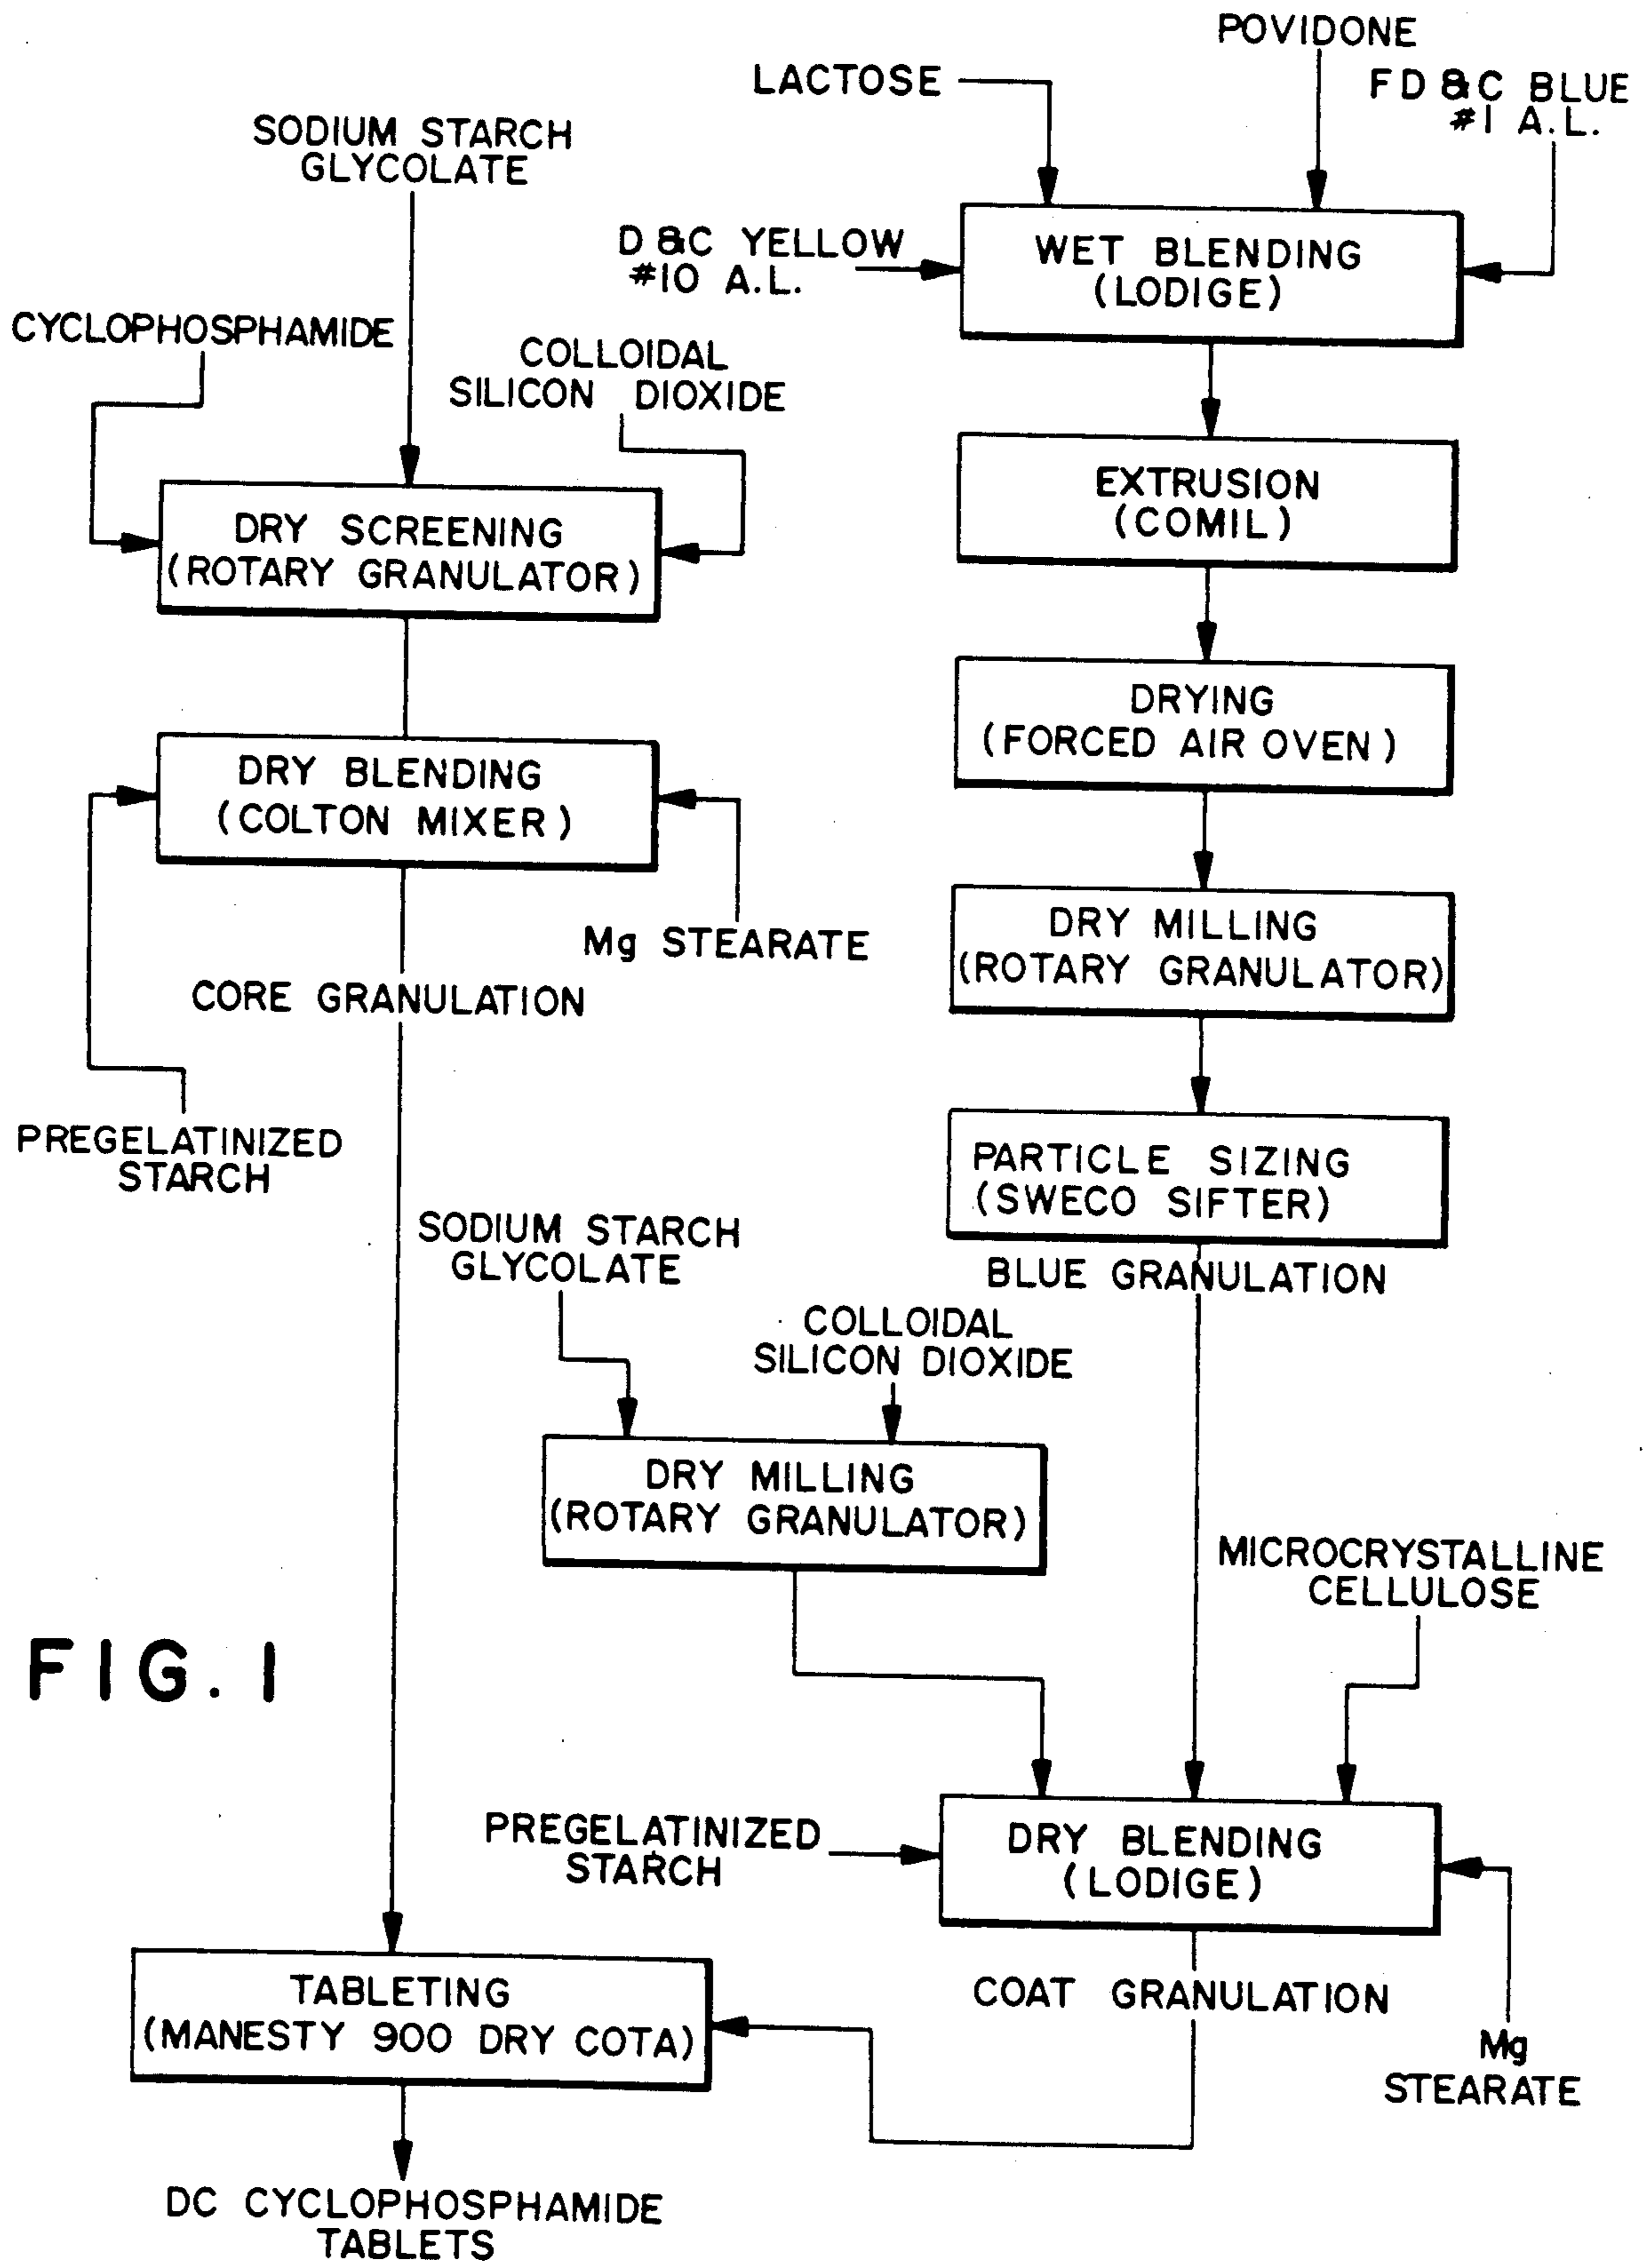 POVIDONE
LACTOSE
FD&C BLUE
#1 A.L.
SODIUM STARCH
GLYCOLATE
D&C YELLOW
#10 A.L.
WET BLENDING
(LODIGE)
CYCLOPHOSPHAMIDE
COLLOIDAL
SILICON DIOXIDE
EXTRUSION
(COMIL)
DRY SCREENING
(ROTARY GRANULATOR)
DRYING
(FORCED AIR OVEN)
DRY BLENDING
(COLTON MIXER)
Mg STEARATE
DRY MILLING
(ROTARY GRANULATOR)
CORE GRANULATION
PREGELATINIZED
STARCH
PARTICLE SIZING
(SWECO SIFTER)
BLUE GRANULATION
SODIUM STARCH
GLYCOLATE
COLLOIDAL
SILICON DIOXIDE
DRY MILLING
(ROTARY GRANULATOR)
MICROCRYSTALLINE
CELLULOSE
FIG. 1
PREGELATINIZED
STARCH
DRY BLENDING
(LODIGE)
COAT GRANULATION
Mg
STEARATE
TABLETING
(MANESTY 900 DRY COTA)
DC CYCLOPHOSPHAMIDE
TABLETS